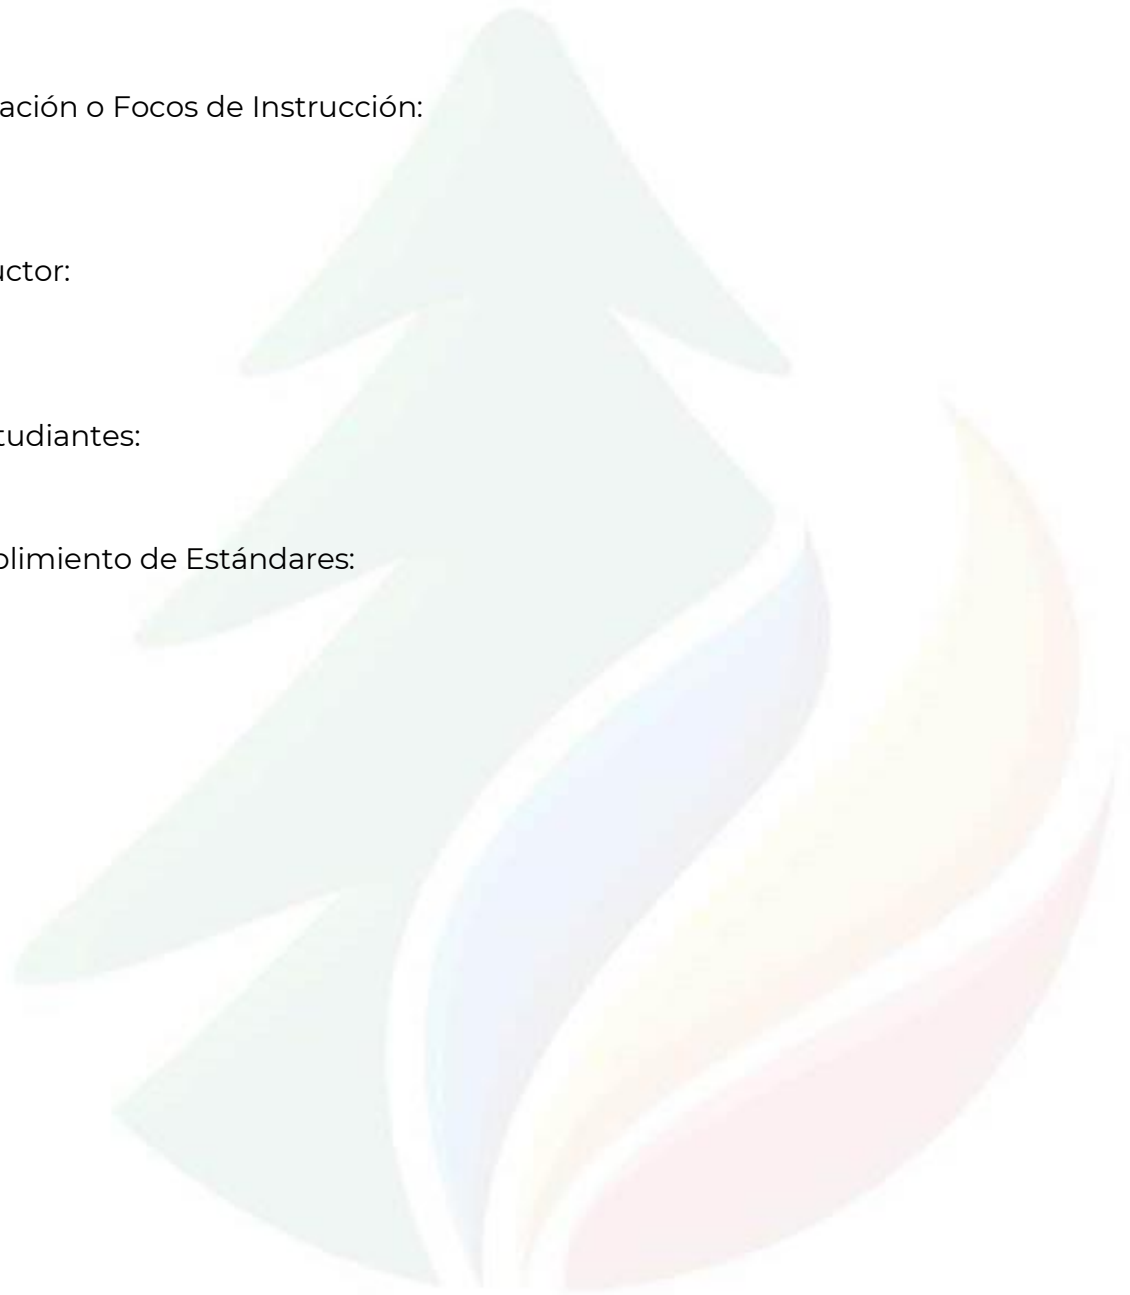 ación o Focos de Instrucción:
uctor:
tudiantes:
plimiento de Estándares: